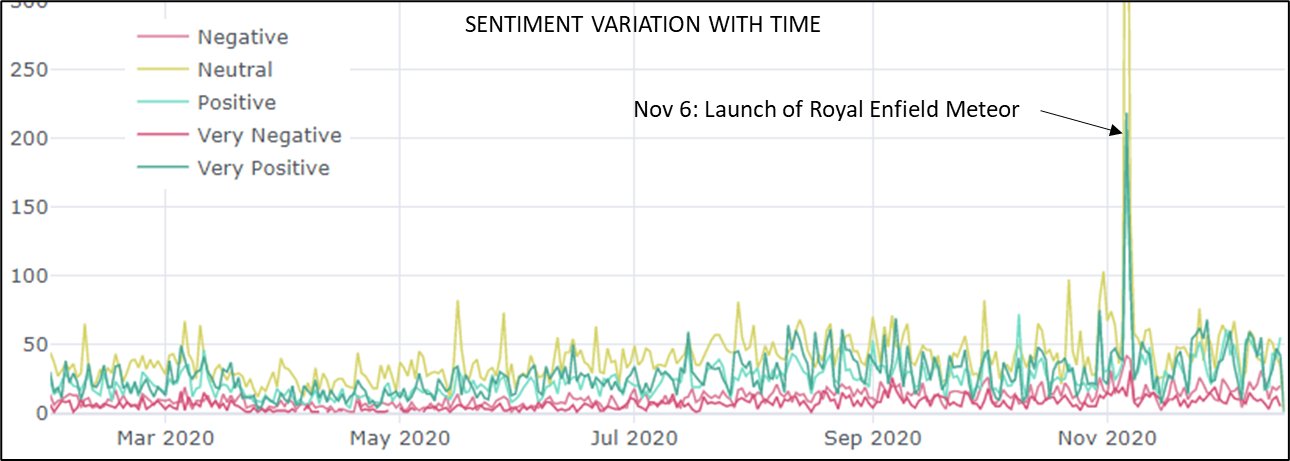 SENTIMENT VARIATION WITH TIME
300
250
200
150
100
50
0
Negative
Neutral
Positive
Very Negative
Very Positive
Nov 6: Launch of Royal Enfield Meteor
Mar 2020
May 2020
Jul 2020
Sep 2020
Nov 2020